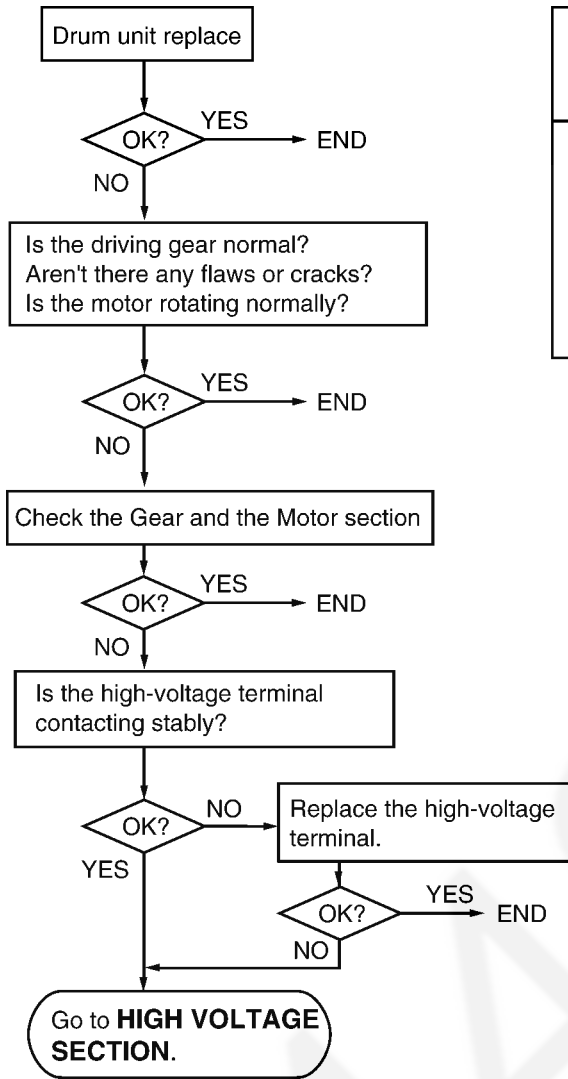 Drum unit replace
OK?
YES
END
NO
Is the driving gear normal?
Aren't there any flaws or cracks?
Is the motor rotating normally?
OK?
YES
END
NO
Check the Gear and the Motor section
OK?
YES
END
NO
Is the high-voltage terminal
contacting stably?
OK?
NO
YES
Replace the high-voltage
terminal.
OK?
YES
END
NO
Go to HIGH VOLTAGE
SECTION.